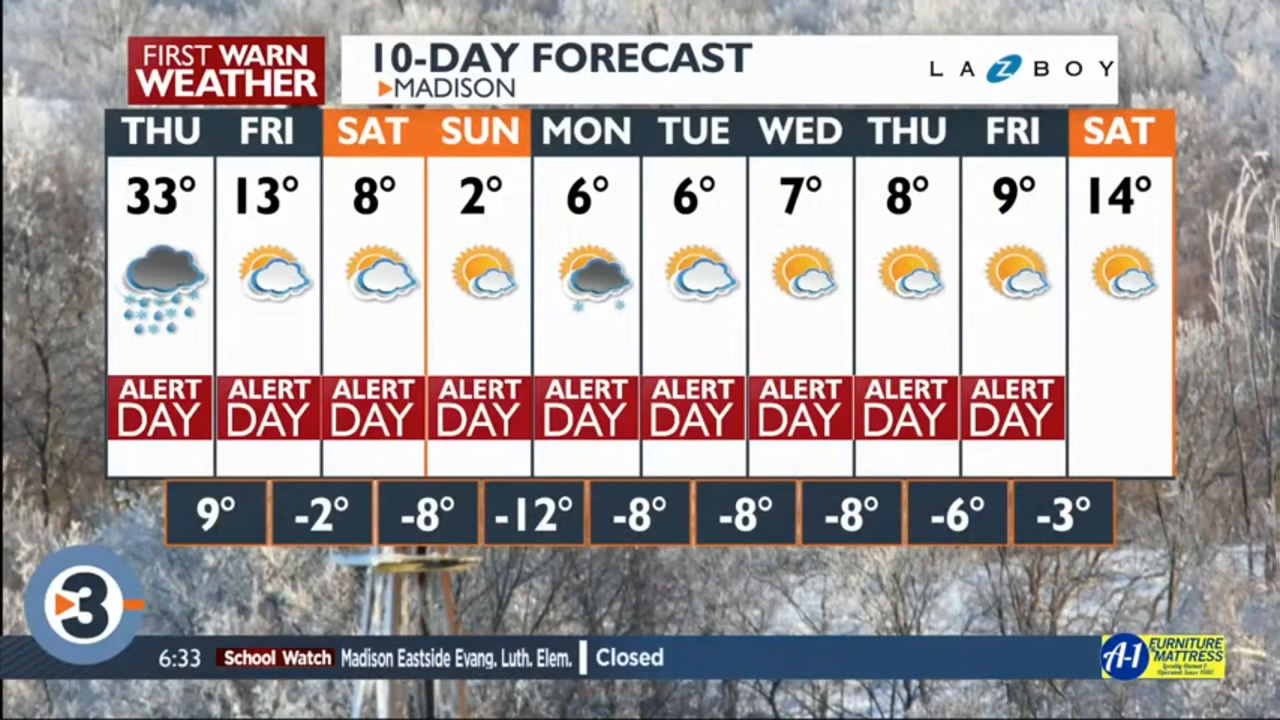 FIRST WARN
WEATHER
10-DAY FORECAST
MADISON
LA Z BOY
THU FRI SAT SUN MON TUE WED THU FRI SAT
33° 13° 8° 2° 6° 6° 7° 8° 9° 14°
ALERT DAY ALERT DAY ALERT DAY ALERT DAY ALERT DAY ALERT DAY ALERT DAY ALERT DAY ALERT DAY
9° -2° -8° -12° -8° -8° -8° -6° -3°
3
6:33 School Watch Madison Eastside Evang. Luth. Elem. Closed
A-1 FURNITURE
MATTRESS